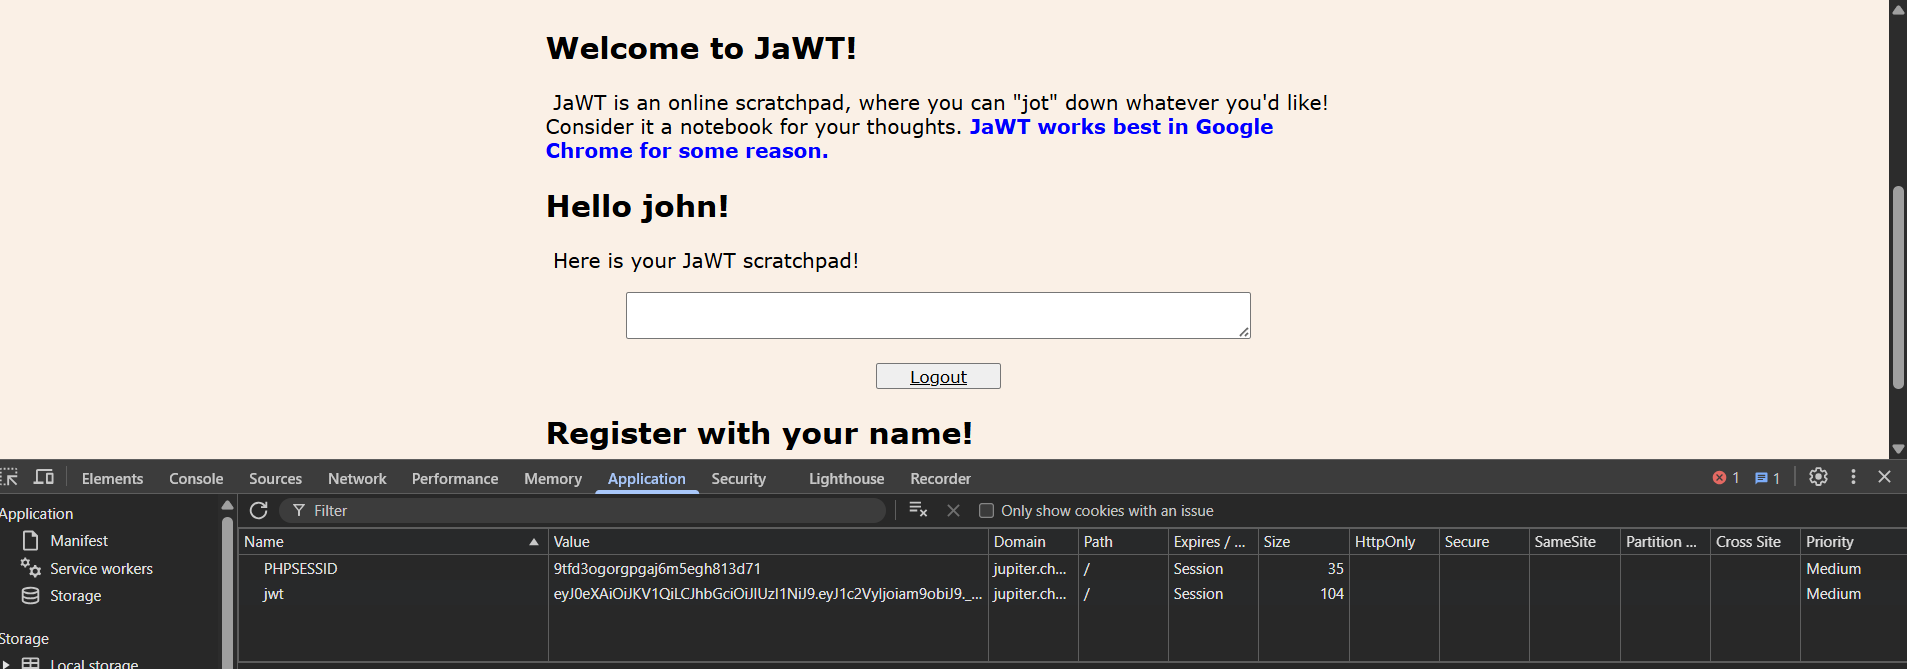 Welcome to JaWT!
JaWT is an online scratchpad, where you can "jot" down whatever you'd like!
Consider it a notebook for your thoughts. JaWT works best in Google
Chrome for some reason.
Hello john!
Here is your JaWT scratchpad!
Logout
Register with your name!
Elements Console Sources Network Performance Memory Application Security Lighthouse Recorder 1 1
Application
Manifest
Service workers
Storage
Storage
Local storage
Filter Only show cookies with an issue
Name Value Domain Path Expires / ... Size HttpOnly Secure SameSite Partition ... Cross Site Priority
PHPSESSID 9tfd3ogorgpgaj6m5egh813d71 jupiter.ch... / Session 35 Medium
jwt eyJ0eXAiOiJKV1QiLCJhbGciOiJIUzI1NiJ9.eyJ1c2VyIjoiam9obiJ9._... jupiter.ch... / Session 104 Medium